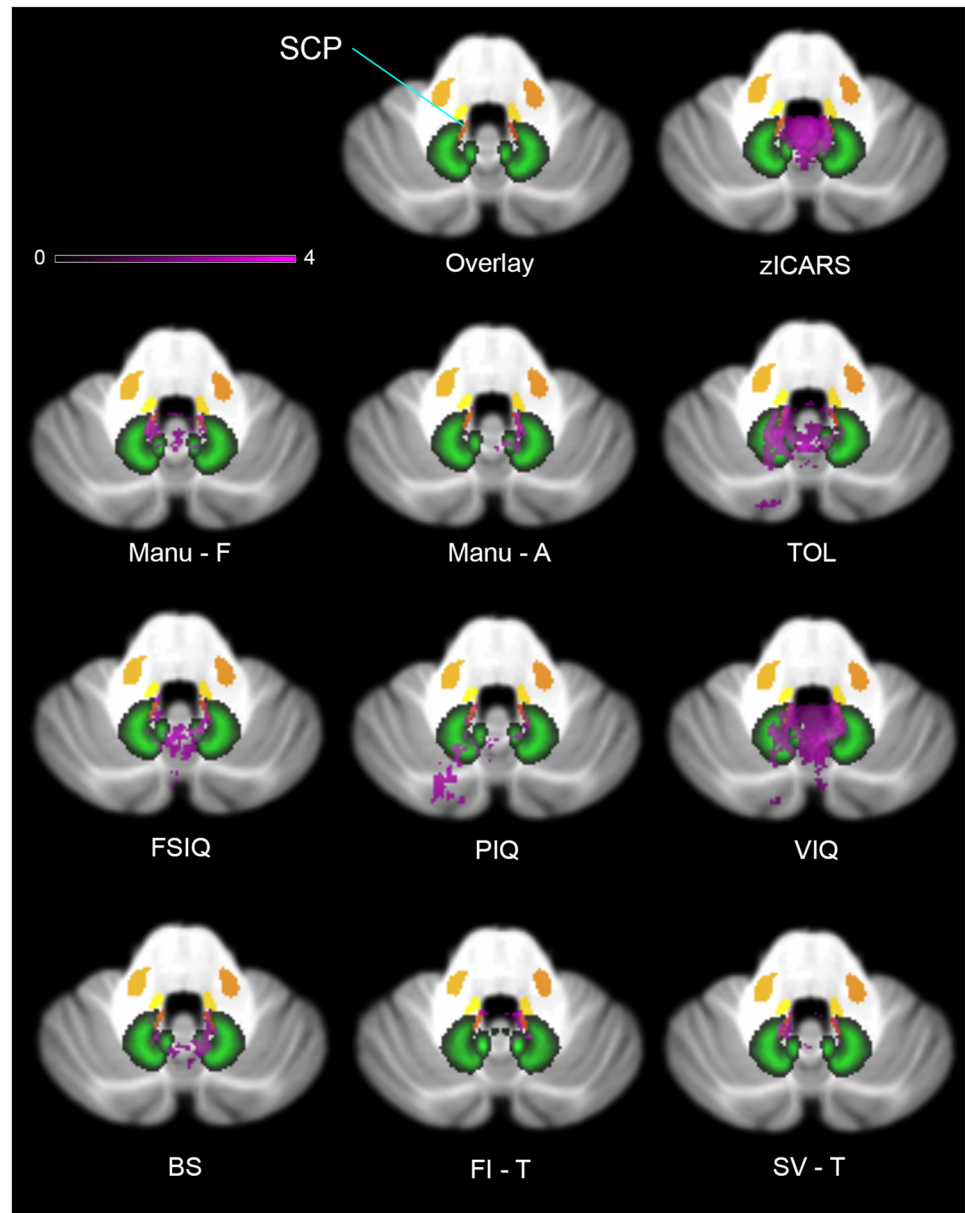 SCP
Overlay
zICARS
0 4
Manu - F
Manu - A
TOL
FSIQ
PIQ
VIQ
BS
FI - T
SV - T